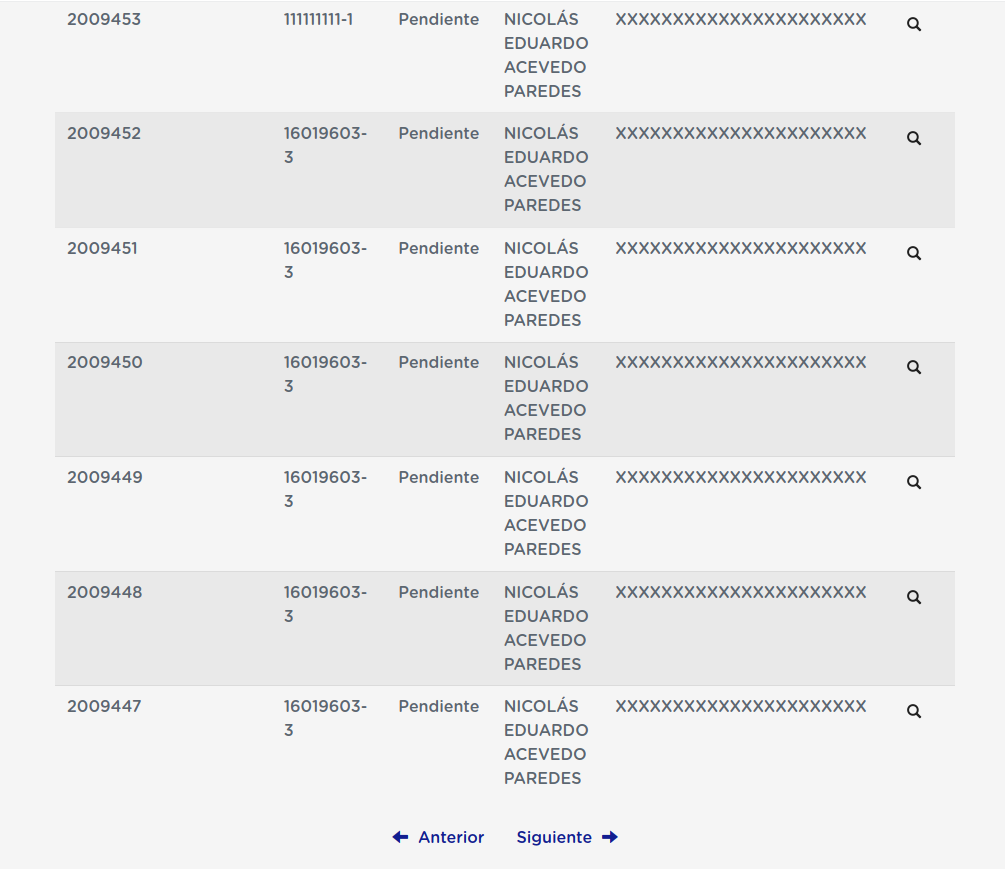 2009453 111111111-1 Pendiente NICOLÁS XXXXXXXXXXXXXXXXXXXXXX
EDUARDO
ACEVEDO
PAREDES
2009452 16019603- Pendiente NICOLÁS XXXXXXXXXXXXXXXXXXXXXX
3 EDUARDO
ACEVEDO
PAREDES
2009451 16019603- Pendiente NICOLÁS XXXXXXXXXXXXXXXXXXXXXX
3 EDUARDO
ACEVEDO
PAREDES
2009450 16019603- Pendiente NICOLÁS XXXXXXXXXXXXXXXXXXXXXX
3 EDUARDO
ACEVEDO
PAREDES
2009449 16019603- Pendiente NICOLÁS XXXXXXXXXXXXXXXXXXXXXX
3 EDUARDO
ACEVEDO
PAREDES
2009448 16019603- Pendiente NICOLÁS XXXXXXXXXXXXXXXXXXXXXX
3 EDUARDO
ACEVEDO
PAREDES
2009447 16019603- Pendiente NICOLÁS XXXXXXXXXXXXXXXXXXXXXX
3 EDUARDO
ACEVEDO
PAREDES
Anterior Siguiente